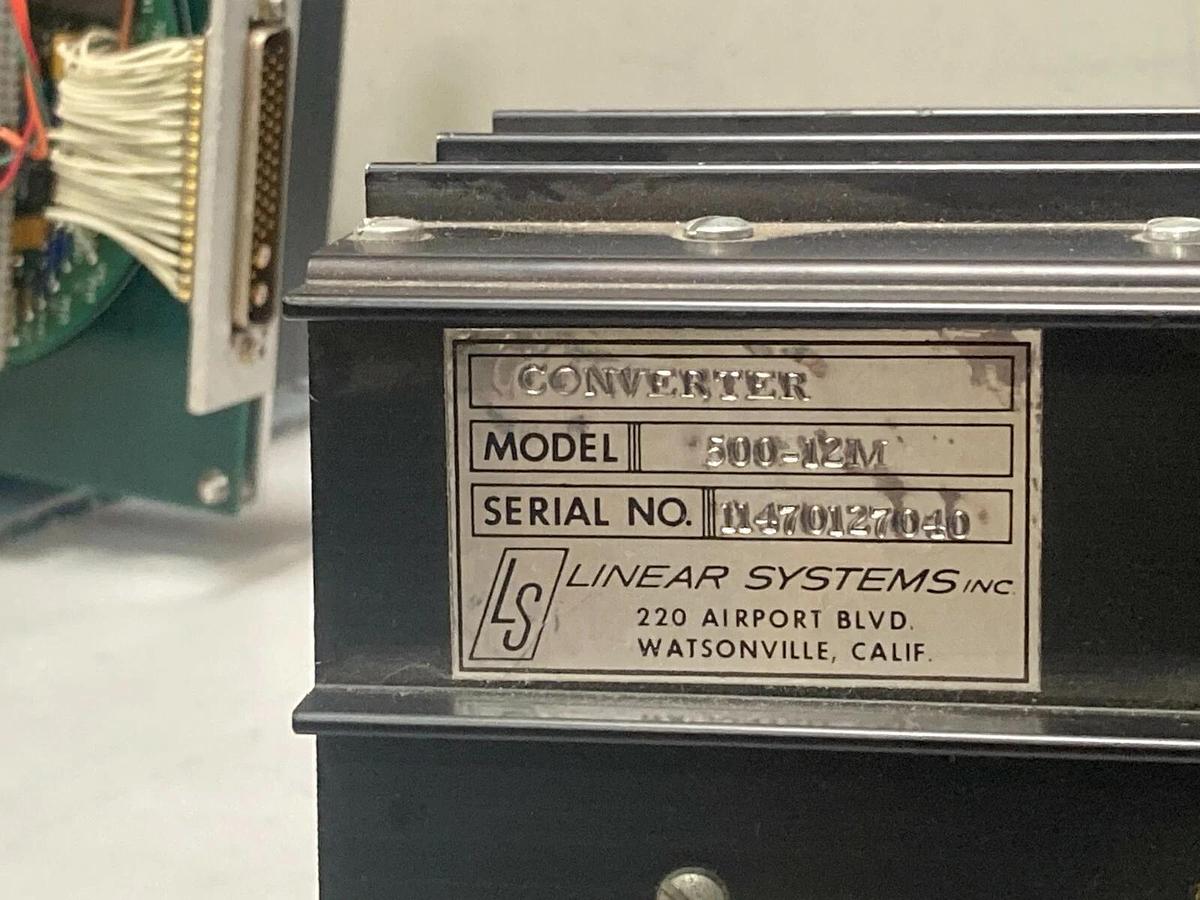 CONVERTER
MODEL 500-12M
SERIAL NO. 11470127040
LS LINEAR SYSTEMS INC.
220 AIRPORT BLVD.
WATSONVILLE, CALIF.